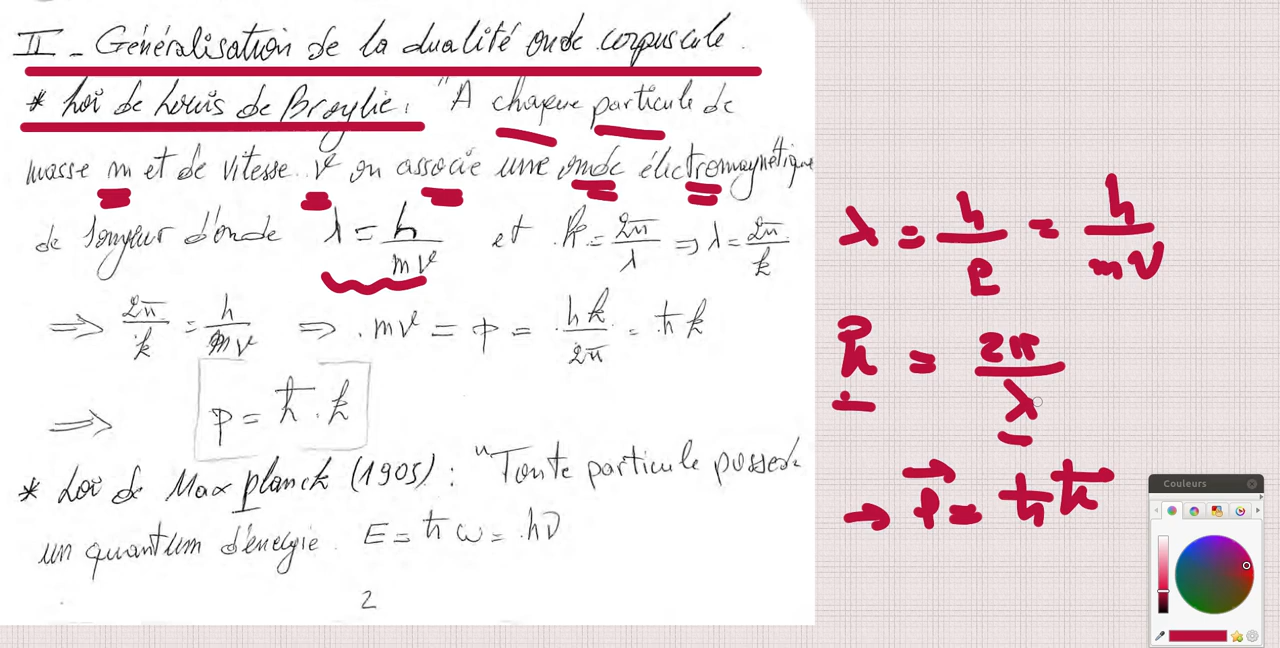 II - Généralisation de la dualité onde corpuscule.
* Loi de Louis de Broglie : "A chaque particule de
masse m et de vitesse v on associe une onde électromagnétique
de longueur d'onde λ = h / mv et k = 2π / λ ⇒ λ = 2π / k
⇒ 2π / k = h / mv ⇒ mv = p = hk / 2π = ħk
⇒ p = ħ . k
* Loi de Max planck (1905) : "Toute particule possede
un quantum d'énergie. E = ħω = hν
2
λ = h / p = h / mv
k⃗ = 2π / λ
→ p⃗ = ħk⃗
Couleurs